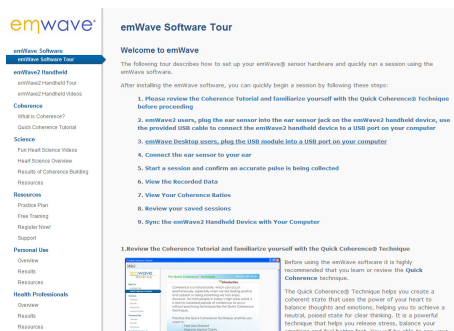 emwave®
emWave Software
emWave Software Tour
emWave2 Handheld
emWave2 Handheld Tour
emWave2 Handheld Videos
Coherence
What is Coherence?
Quick Coherence Tutorial
Science
Fun Heart Science Videos
Heart Science Overview
Results of Coherence Building
Resources
Resources
Practice Plan
Free Training
Register Now!
Support
Personal Use
Overview
Results
Resources
Health Professionals
Overview
Results
Resources
emWave Software Tour
Welcome to emWave
The following tour describes how to set up your emWave® sensor hardware and quickly run a session using the
emWave software.
After installing the emWave software, you can quickly begin a session by following these steps:
1. Please review the Coherence Tutorial and familiarize yourself with the Quick Coherence® Technique
before proceeding
2. emWave2 users, plug the ear sensor into the ear sensor jack on the emWave2 handheld device, use
the provided USB cable to connect the emWave2 handheld device to a USB port on your computer
3. emWave Desktop users, plug the USB module into a USB port on your computer
4. Connect the ear sensor to your ear
5. Start a session and confirm an accurate pulse is being collected
6. View the Recorded Data
7. View Your Coherence Ratios
8. Review your saved sessions
9. Sync the emWave2 Handheld Device with Your Computer
1.Review the Coherence Tutorial and familiarize yourself with the Quick Coherence® Technique
Before using the emWave software it is highly
recommended that you learn or review the Quick
Coherence technique.
The Quick Coherence® Technique helps you create a
coherent state that uses the power of your heart to
balance thoughts and emotions, helping you to achieve a
neutral, poised state for clear thinking. It is a powerful
technique that helps you release stress, balance your